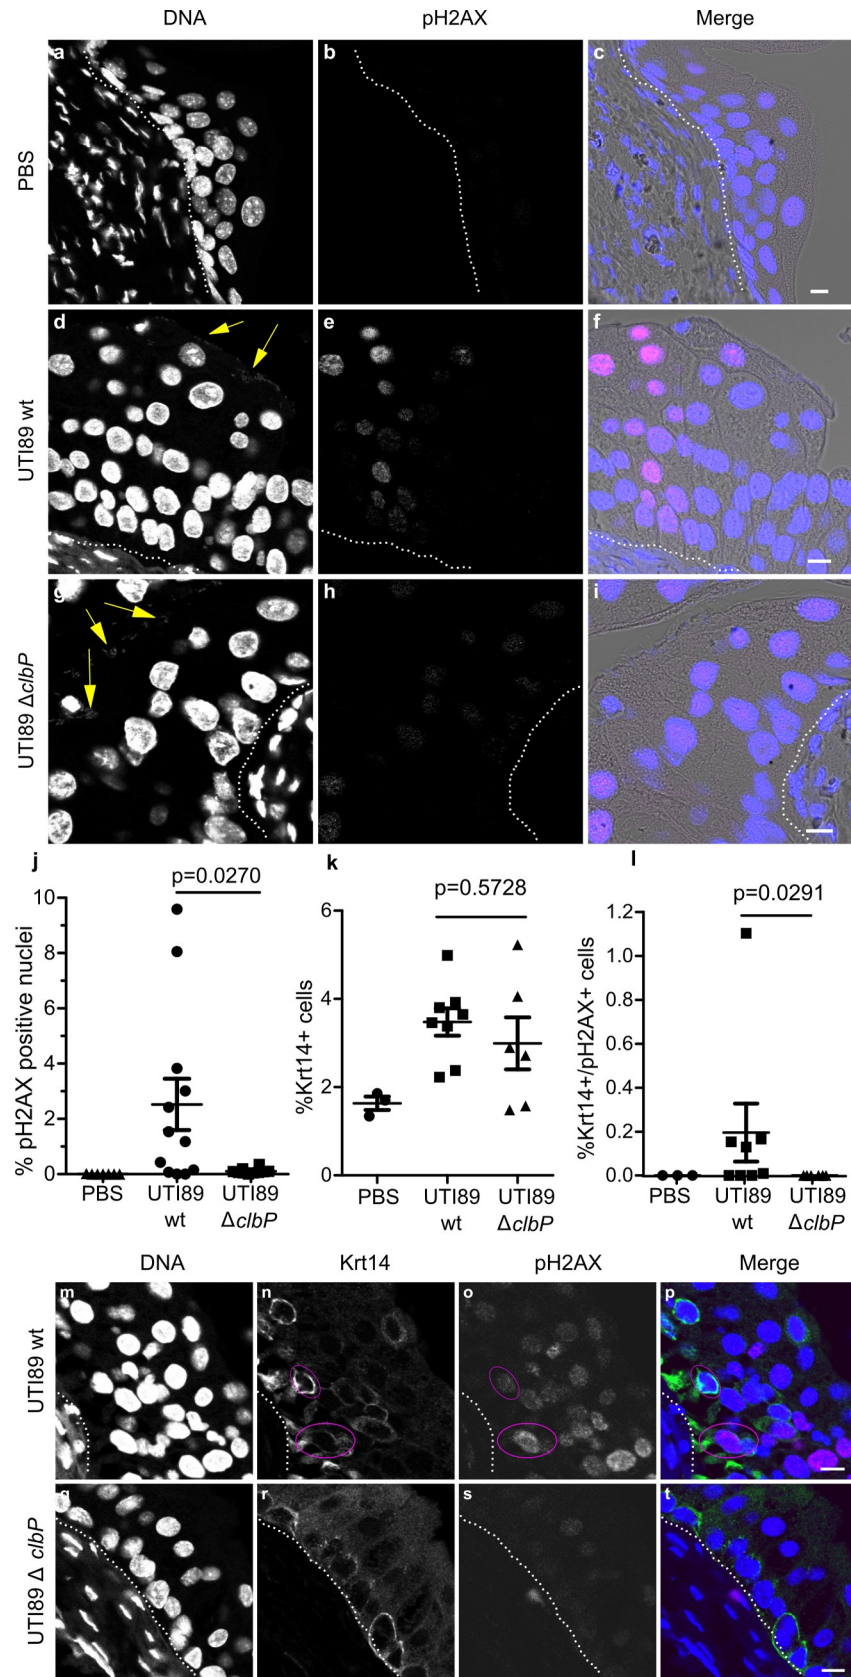 DNA pH2AX Merge
PBS
a b c
UTI89 wt
d e f
UTI89 ΔclbP
g h i
j k l
p=0.0270
% pH2AX positive nuclei
10
8
6
4
2
0
PBS UTI89 UTI89
wt ΔclbP
p=0.5728
%Krt14+ cells
6
4
2
0
PBS UTI89 UTI89
wt ΔclbP
p=0.0291
%Krt14+/pH2AX+ cells
1.2
1.0
0.8
0.6
0.4
0.2
0.0
PBS UTI89 UTI89
wt ΔclbP
DNA Krt14 pH2AX Merge
UTI89 wt
m n o p
UTI89 Δ clbP
q r s t